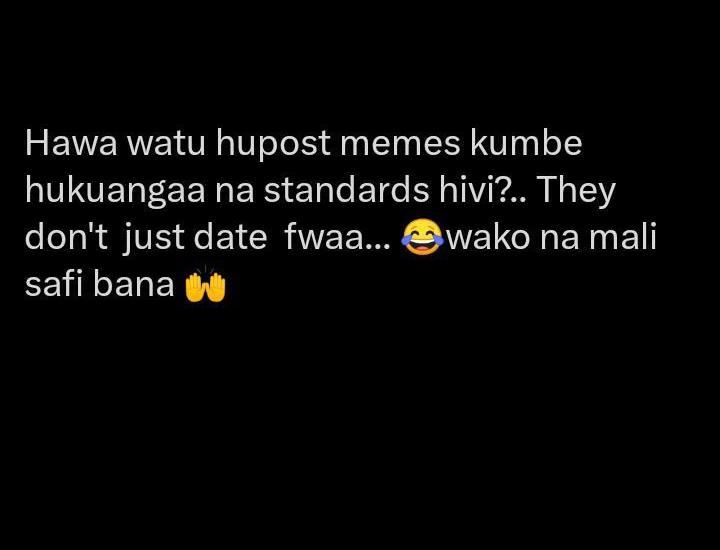 Hawa watu hupost memes kumbe
hukuangaa na standards hivi?.. They
don't  just date  fwaa... 😂wako na mali
safi bana 🙌